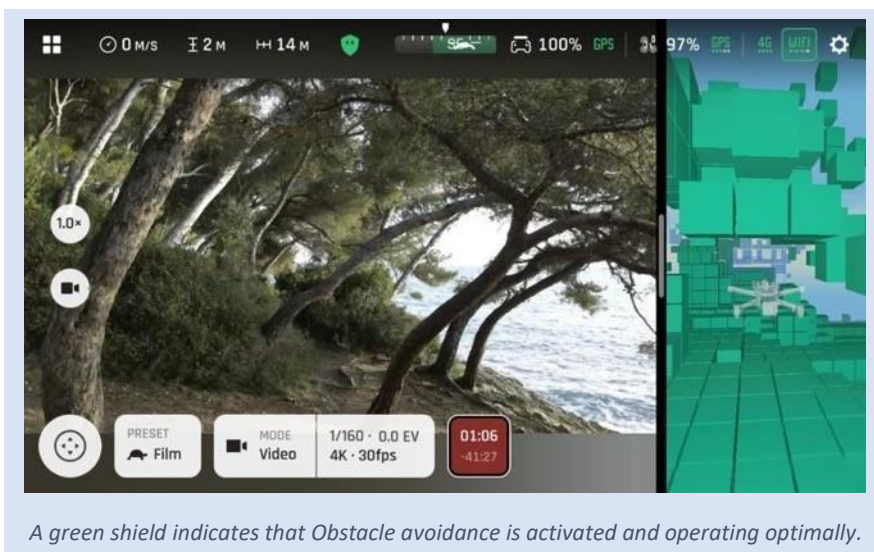 0 M/S 2 M 14 M 100% GPS 97% GPS 4G WIFI
1.0×
PRESET
Film
MODE
Video
1/160 · 0.0 EV
4K · 30fps
01:06
-41:27
A green shield indicates that Obstacle avoidance is activated and operating optimally.